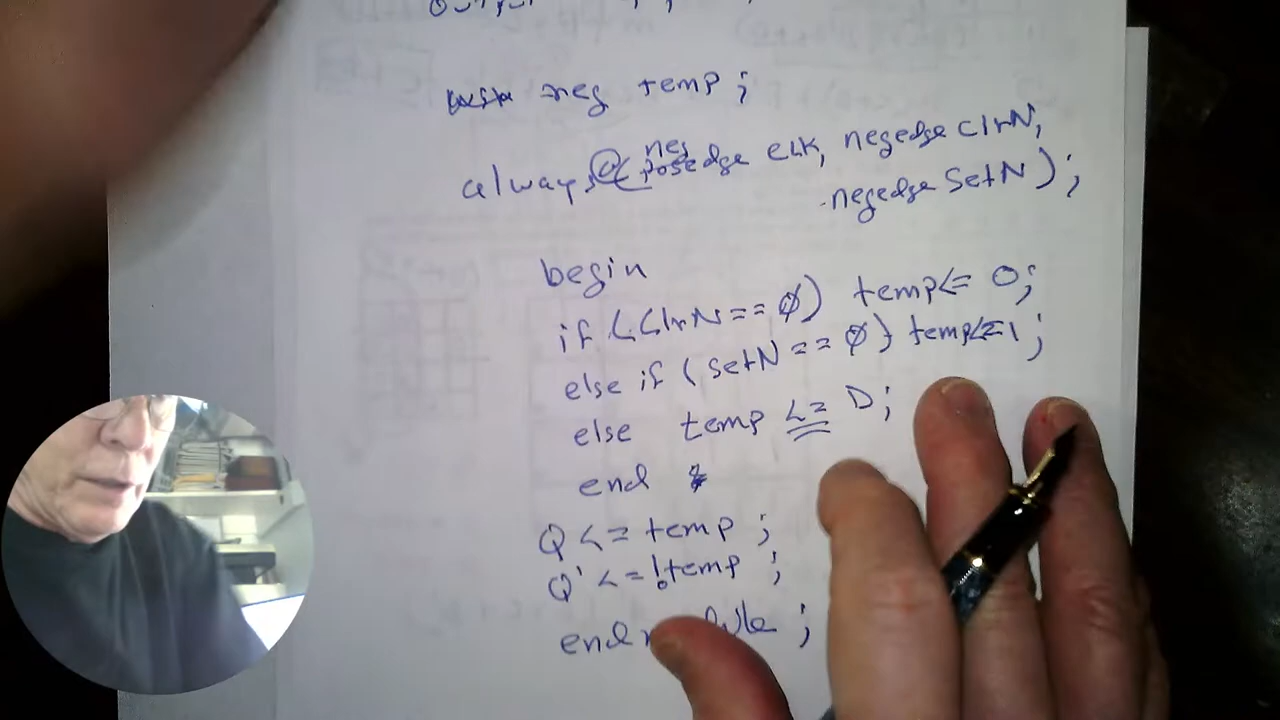 reg temp ;
always @( neg
posedge CLK, negedge ClrN,
negedge SetN ) ;
begin
if (ClrN == 0) temp <= 0;
else if (SetN == 0) temp <= 1 ;
else temp <= D;
end
Q <= temp ;
Q' <= !temp ;
;